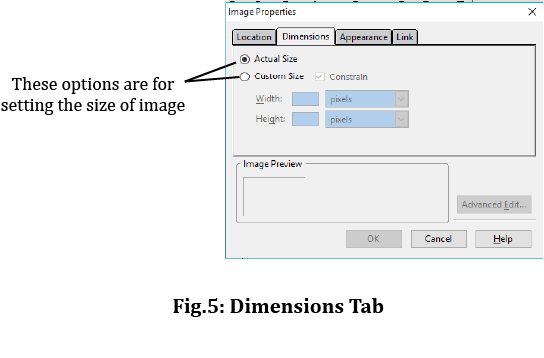 Image Properties
Location Dimensions Appearance Link
Actual Size
Custom Size Constrain
Width: pixels
Height: pixels
These options are for
setting the size of image
Image Preview
Advanced Edit...
OK Cancel Help
Fig.5: Dimensions Tab